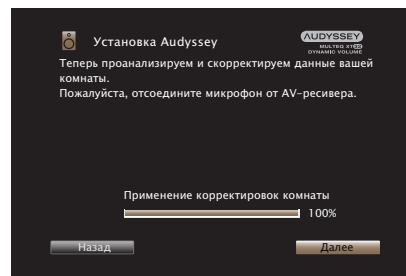 Установка Audyssey
AUDYSSEY
MULTEQ XT32
DYNAMIC VOLUME
Теперь проанализируем и скорректируем данные вашей
комнаты.
Пожалуйста, отсоедините микрофон от AV-ресивера.
Применение корректировок комнаты
100%
Назад
Далее